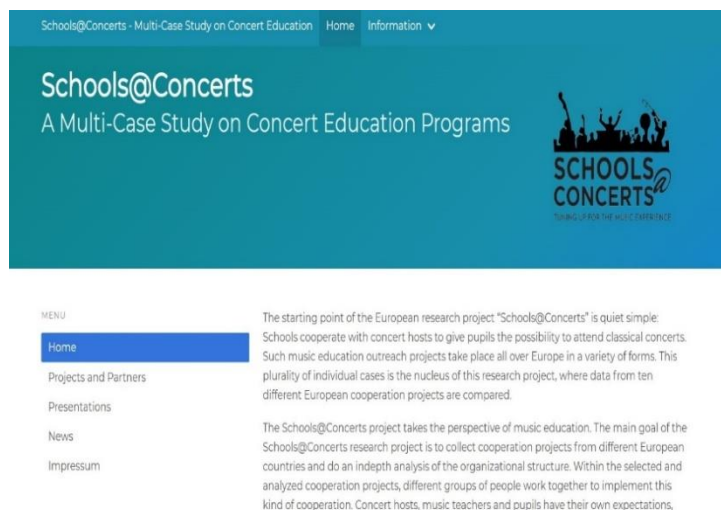 Schools@Concerts - Multi-Case Study on Concert Education Home Information
Schools@Concerts
A Multi-Case Study on Concert Education Programs
SCHOOLS@
CONCERTS
TUNING UP FOR THE MUSIC EXPERIENCE
MENU
Home
Projects and Partners
Presentations
News
Impressum
The starting point of the European research project “Schools@Concerts” is quiet simple:
Schools cooperate with concert hosts to give pupils the possibility to attend classical concerts.
Such music education outreach projects take place all over Europe in a variety of forms. This
plurality of individual cases is the nucleus of this research project, where data from ten
different European cooperation projects are compared.
The Schools@Concerts project takes the perspective of music education. The main goal of the
Schools@Concerts research project is to collect cooperation projects from different European
countries and do an indepth analysis of the organizational structure. Within the selected and
analyzed cooperation projects, different groups of people work together to implement this
kind of cooperation. Concert hosts, music teachers and pupils have their own expectations,